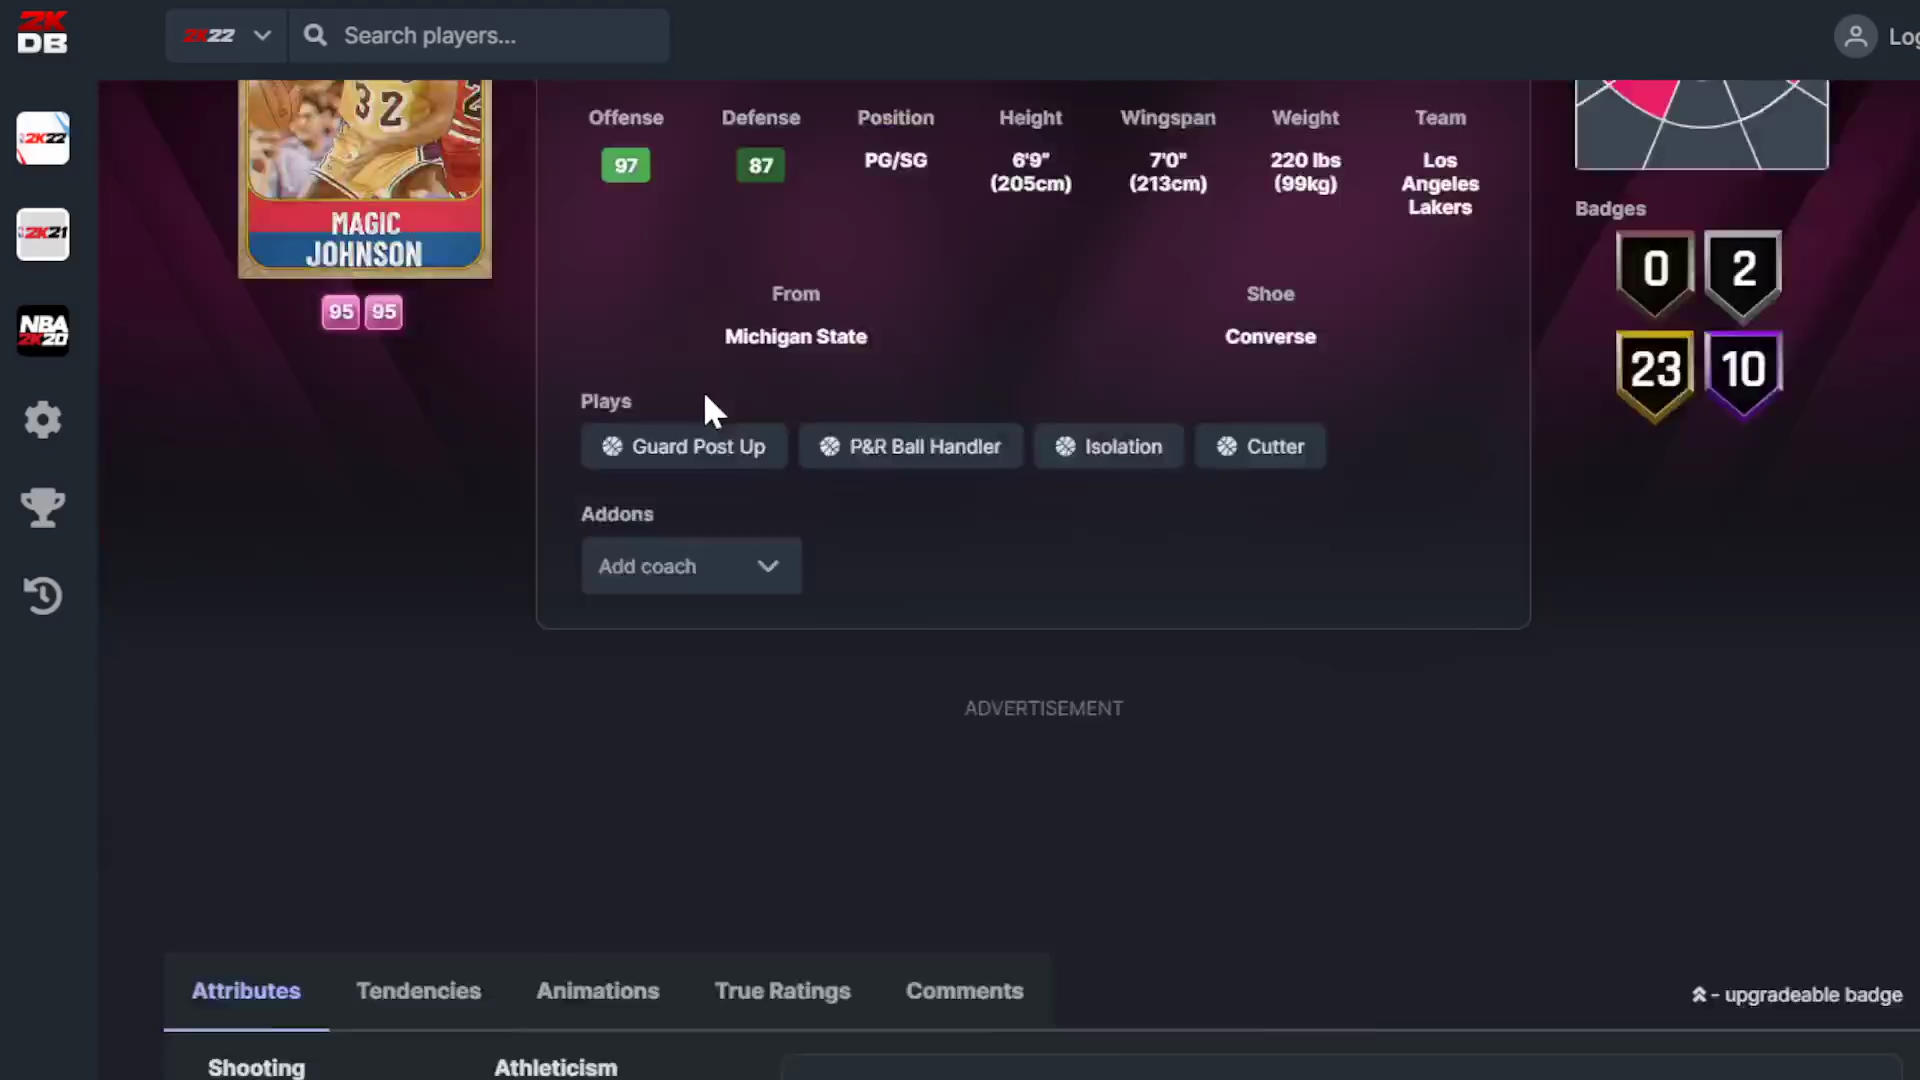 2K
DB
2K22
Search players...
Log
2K22
2K21
NBA
2K20
32
2
MAGIC
JOHNSON
95 95
Offense
97
Defense
87
Position
PG/SG
Height
6'9"
(205cm)
Wingspan
7'0"
(213cm)
Weight
220 lbs
(99kg)
Team
Los
Angeles
Lakers
From
Michigan State
Shoe
Converse
Plays
Guard Post Up
P&R Ball Handler
Isolation
Cutter
Addons
Add coach
Badges
0 2
23 10
ADVERTISEMENT
Attributes
Tendencies
Animations
True Ratings
Comments
- upgradeable badge
Shooting
Athleticism